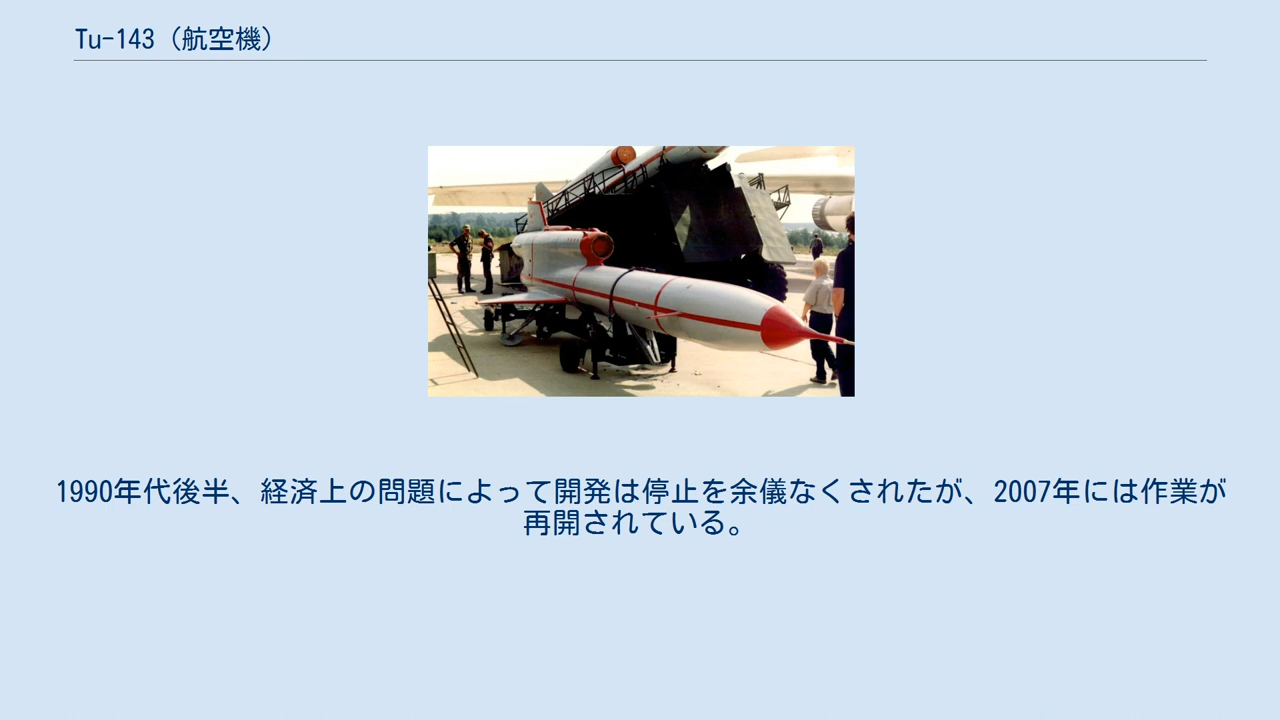 Tu-143（航空機）
1990年代後半、経済上の問題によって開発は停止を余儀なくされたが、2007年には作業が
再開されている。